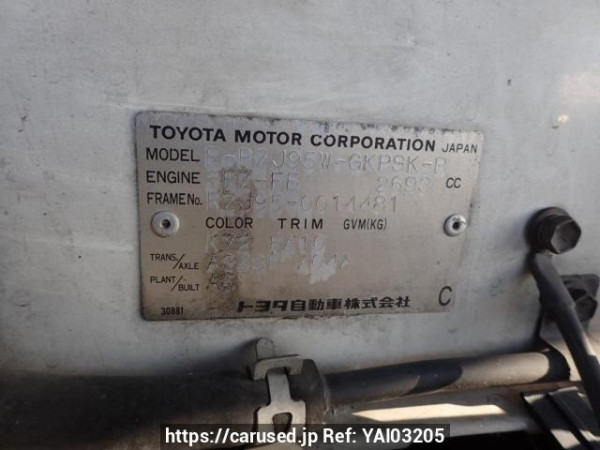 TOYOTA MOTOR CORPORATION JAPAN
MODEL E-RZJ95W-GKPSK-R
ENGINE 3RZ-FE 2693 CC
FRAME No. RZJ95-0014481
COLOR TRIM GVM(KG)
TRANS./AXLE
PLANT/BUILT
30881 トヨタ自動車株式会社 C
https://carused.jp Ref: YAI03205